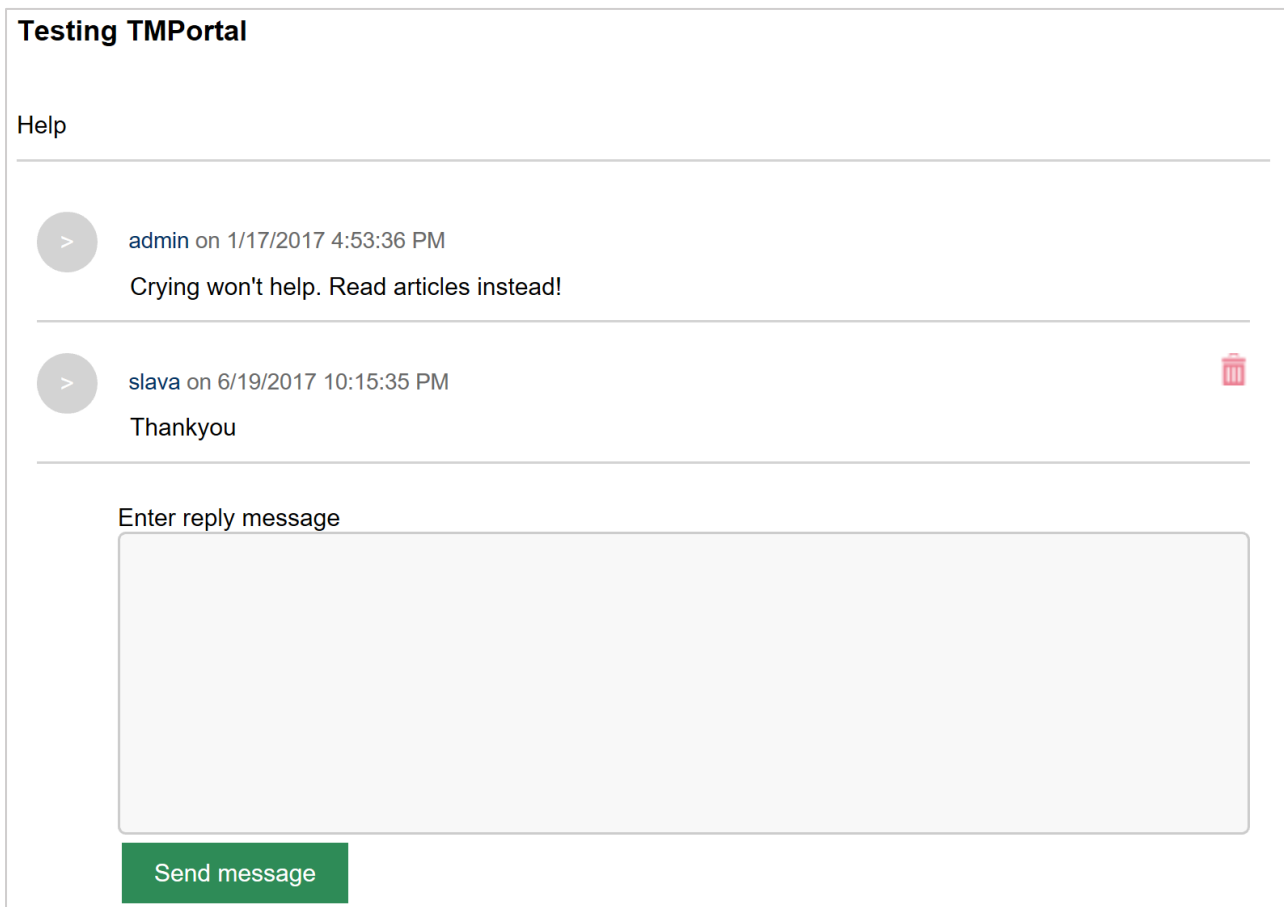 Testing TMPortal
Help
>
admin on 1/17/2017 4:53:36 PM
Crying won't help. Read articles instead!
>
slava on 6/19/2017 10:15:35 PM
Thankyou
Enter reply message
Send message